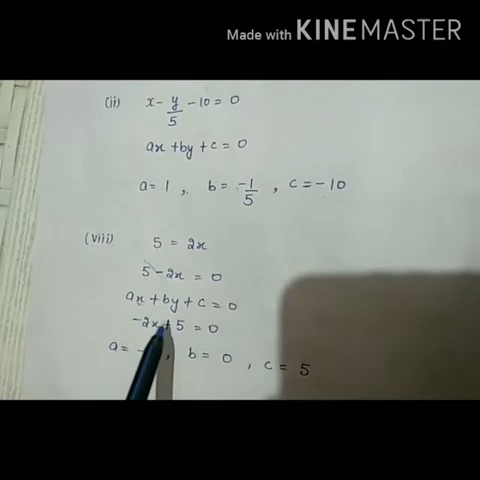 Made with KINEMASTER
(ii) x - y/5 - 10 = 0
ax + by + c = 0
a = 1, b = -1/5, c = -10
(viii) 5 = 2x
5 - 2x = 0
ax + by + c = 0
-2x + 5 = 0
a = - , b = 0, c = 5